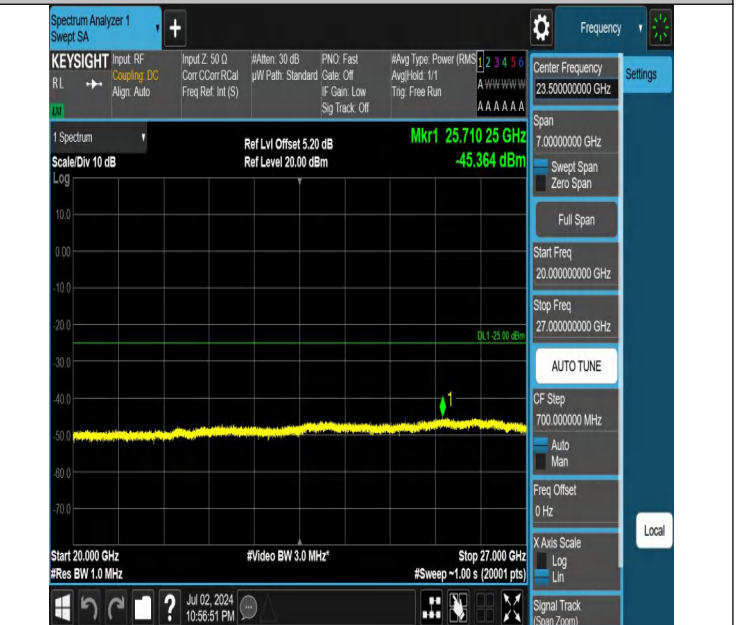 Spectrum Analyzer 1
Swept SA
+
Frequency
KEYSIGHT
RL
Input: RF
Coupling: DC
Align: Auto
Input Z: 50 Ω
Corr CCorr RCal
Freq Ref: Int (S)
#Atten: 30 dB
µW Path: Standard
PNO: Fast
Gate: Off
IF Gain: Low
Sig Track: Off
#Avg Type: Power (RMS
Avg|Hold: 1/1
Trig: Free Run
1 2 3 4 5 6
A W W W W W
A A A A A A
1 Spectrum
Scale/Div 10 dB
Log
Ref Lvl Offset 5.20 dB
Ref Level 20.00 dBm
Mkr1 25.710 25 GHz
-45.364 dBm
10.0
0.00
-10.0
-20.0
DL1 -25.00 dBm
-30.0
-40.0
1
-50.0
-60.0
-70.0
Start 20.000 GHz
#Res BW 1.0 MHz
#Video BW 3.0 MHz*
Stop 27.000 GHz
#Sweep ~1.00 s (20001 pts)
Jul 02, 2024
10:56:51 PM
?
Center Frequency
23.500000000 GHz
Settings
Span
7.00000000 GHz
Swept Span
Zero Span
Full Span
Start Freq
20.000000000 GHz
Stop Freq
27.000000000 GHz
AUTO TUNE
CF Step
700.000000 MHz
Auto
Man
Freq Offset
0 Hz
X Axis Scale
Log
Lin
Local
Signal Track
(Span Zoom)